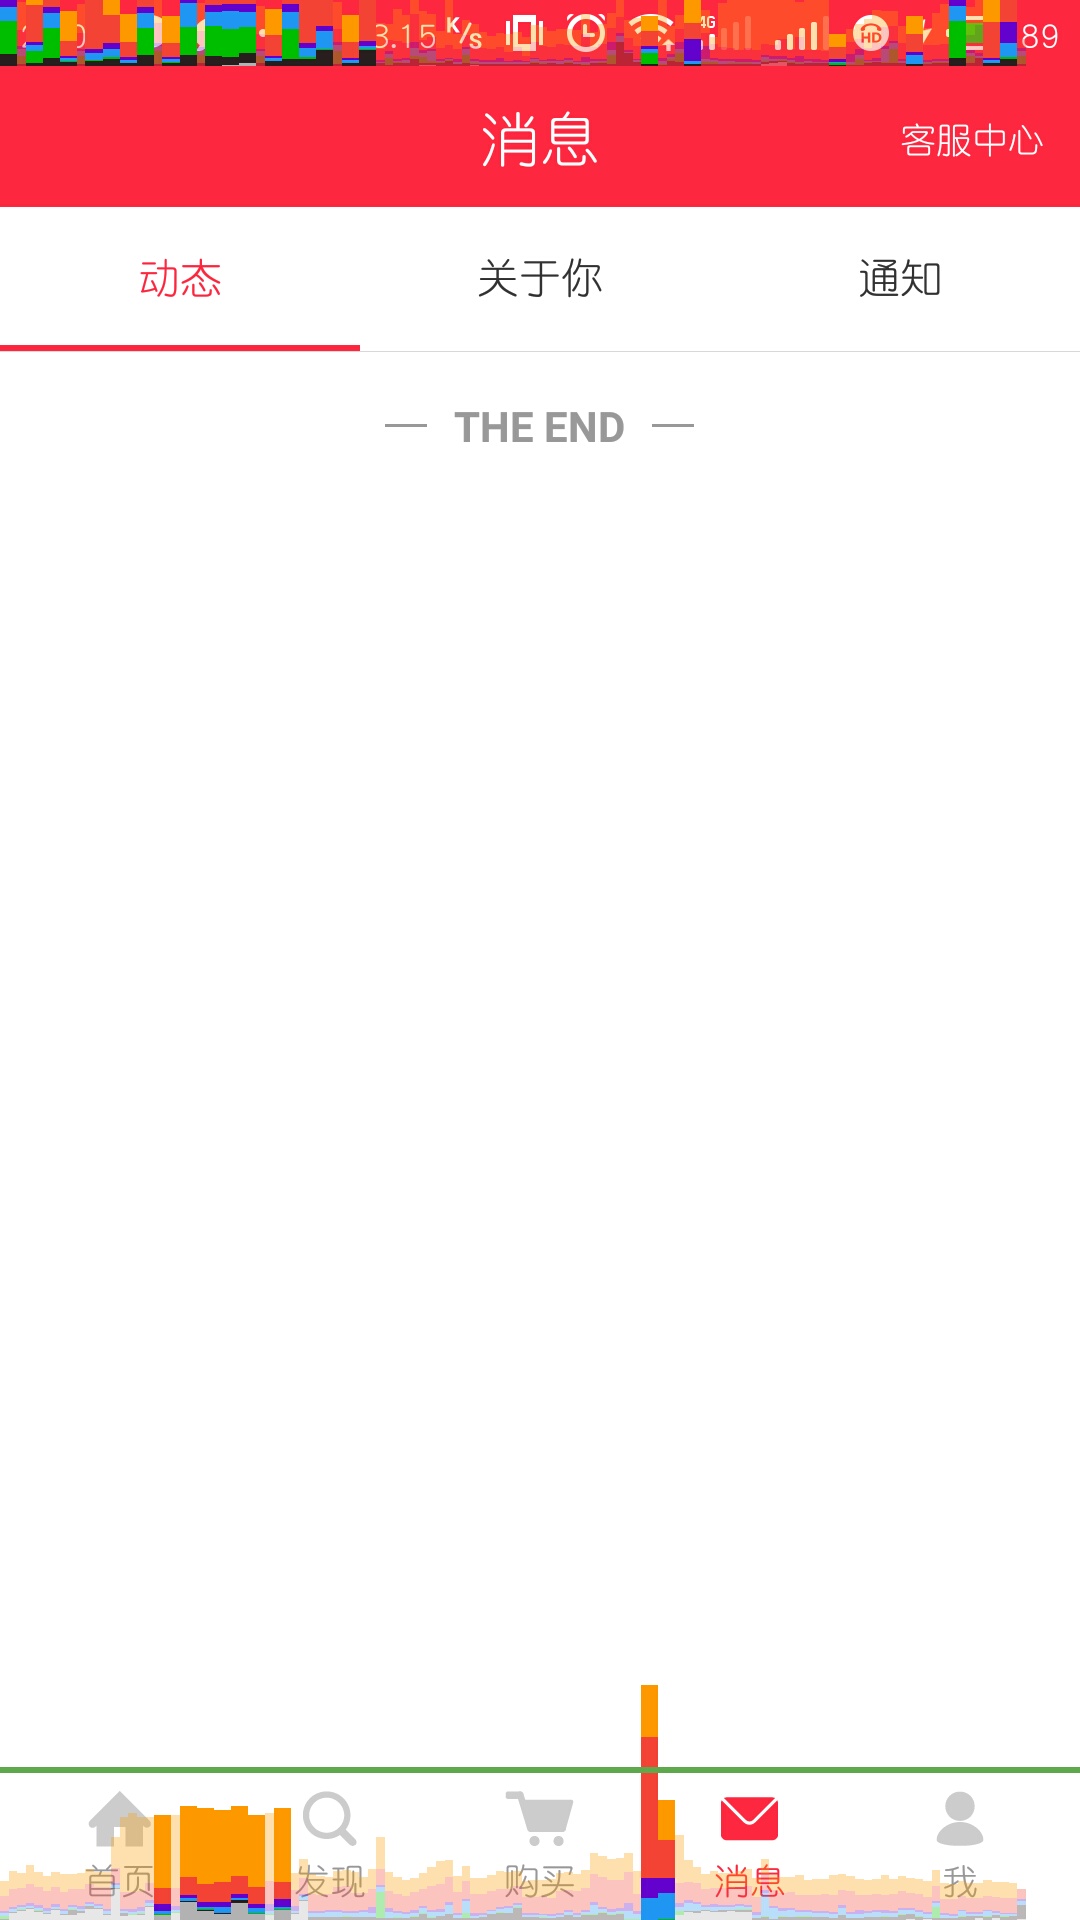 3.15 K/s 4G HD 89
消息
客服中心
动态 关于你 通知
THE END
首页 发现 购买 消息 我